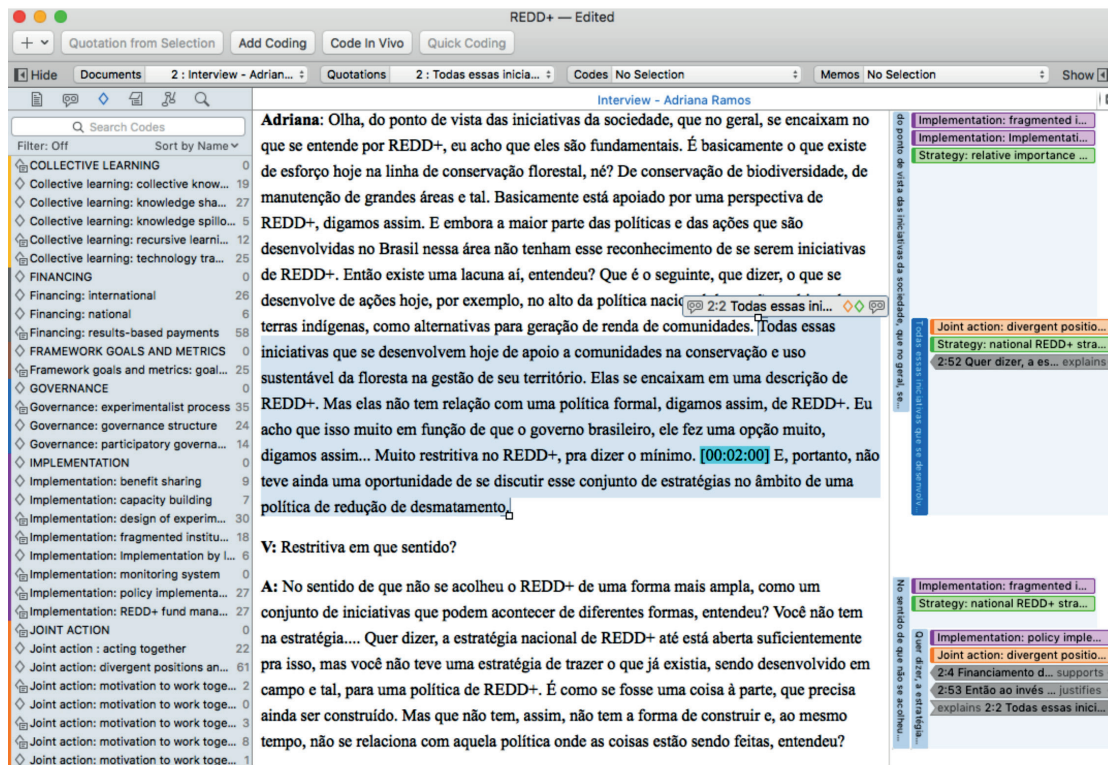 REDD+ — Edited
+ Quotation from Selection Add Coding Code In Vivo Quick Coding
Hide Documents 2 : Interview - Adrian... Quotations 2 : Todas essas inicia... Codes No Selection Memos No Selection Show
Search Codes
Filter: Off Sort by Name
COLLECTIVE LEARNING 0
Collective learning: collective know... 19
Collective learning: knowledge sha... 27
Collective learning: knowledge spillo... 5
Collective learning: recursive learni... 12
Collective learning: technology tra... 25
FINANCING 0
Financing: international 26
Financing: national 6
Financing: results-based payments 58
FRAMEWORK GOALS AND METRICS 0
Framework goals and metrics: goal... 25
GOVERNANCE 0
Governance: experimentalist process 35
Governance: governance structure 24
Governance: participatory governa... 14
IMPLEMENTATION 0
Implementation: benefit sharing 9
Implementation: capacity building 7
Implementation: design of experim... 30
Implementation: fragmented institu... 18
Implementation: Implementation by I... 6
Implementation: monitoring system 0
Implementation: policy implementa... 27
Implementation: REDD+ fund mana... 27
JOINT ACTION 0
Joint action : acting together 22
Joint action: divergent positions an... 61
Joint action: motivation to work toge... 2
Joint action: motivation to work toge... 0
Joint action: motivation to work toge... 3
Joint action: motivation to work toge... 8
Joint action: motivation to work toge... 1
Interview - Adriana Ramos
Adriana: Olha, do ponto de vista das iniciativas da sociedade, que no geral, se encaixam no
que se entende por REDD+, eu acho que eles são fundamentais. É basicamente o que existe
de esforço hoje na linha de conservação florestal, né? De conservação de biodiversidade, de
manutenção de grandes áreas e tal. Basicamente está apoiado por uma perspectiva de
REDD+, digamos assim. E embora a maior parte das políticas e das ações que são
desenvolvidas no Brasil nessa área não tenham esse reconhecimento de se serem iniciativas
de REDD+. Então existe uma lacuna aí, entendeu? Que é o seguinte, que dizer, o que se
desenvolve de ações hoje, por exemplo, no alto da política
2:2 Todas essas ini...
terras indígenas, como alternativas para geração de renda de comunidades. Todas essas
iniciativas que se desenvolvem hoje de apoio a comunidades na conservação e uso
sustentável da floresta na gestão de seu território. Elas se encaixam em uma descrição de
REDD+. Mas elas não tem relação com uma política formal, digamos assim, de REDD+. Eu
acho que isso muito em função de que o governo brasileiro, ele fez uma opção muito,
digamos assim... Muito restritiva no REDD+, pra dizer o mínimo. [00:02:00] E, portanto, não
teve ainda uma oportunidade de se discutir esse conjunto de estratégias no âmbito de uma
política de redução de desmatamento.
V: Restritiva em que sentido?
A: No sentido de que não se acolheu o REDD+ de uma forma mais ampla, como um
conjunto de iniciativas que podem acontecer de diferentes formas, entendeu? Você não tem
na estratégia.... Quer dizer, a estratégia nacional de REDD+ até está aberta suficientemente
pra isso, mas você não teve uma estratégia de trazer o que já existia, sendo desenvolvido em
campo e tal, para uma política de REDD+. É como se fosse uma coisa à parte, que precisa
ainda ser construído. Mas que não tem, assim, não tem a forma de construir e, ao mesmo
tempo, não se relaciona com aquela política onde as coisas estão sendo feitas, entendeu?
do ponto de vista das iniciativas da sociedade, que no geral, se...
Implementation: fragmented i...
Implementation: Implementati...
Strategy: relative importance ...
Todas essas iniciativas que se desenvolv...
Joint action: divergent positio...
Strategy: national REDD+ stra...
2:52 Quer dizer, a es... explains
No sentido de que não se acolheu...
Implementation: fragmented i...
Strategy: national REDD+ stra...
Quer dizer, a estratégia...
Implementation: policy imple...
Joint action: divergent positio...
2:4 Financiamento d... supports
2:53 Então ao invés ... justifies
explains 2:2 Todas essas inici...